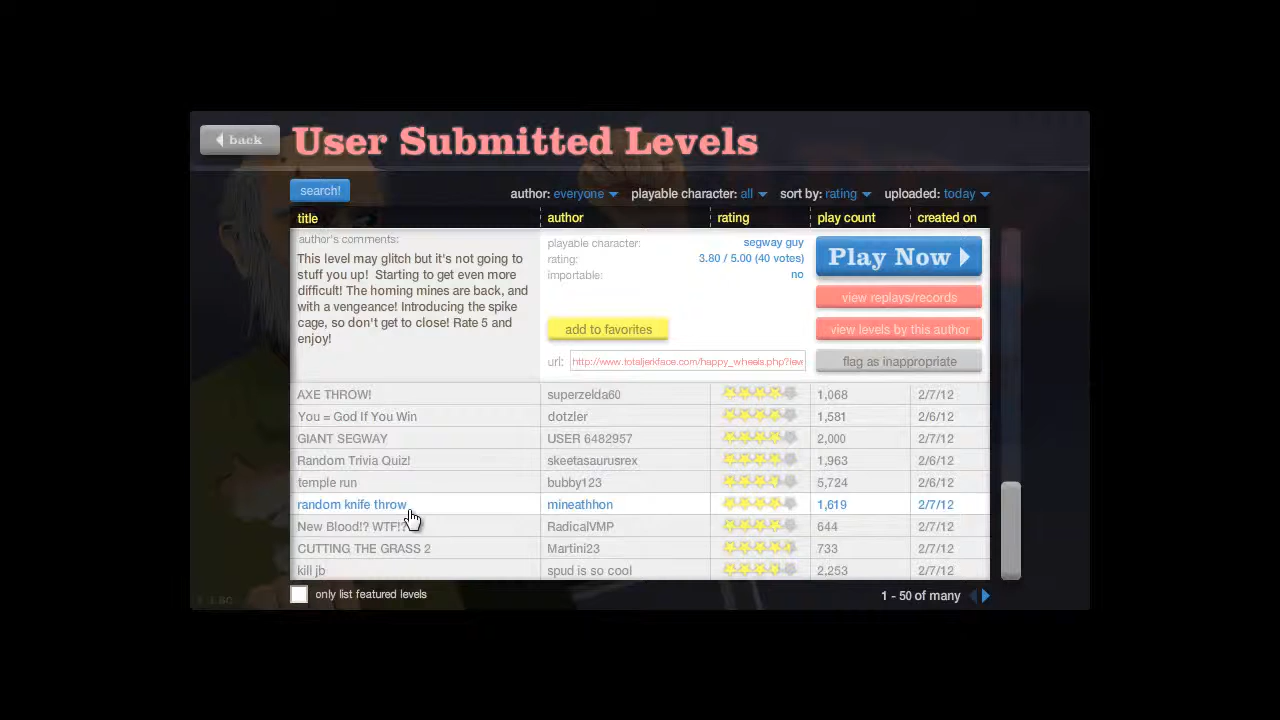 back
User Submitted Levels
search!
author: everyone playable character: all sort by: rating uploaded: today
title author rating play count created on
author's comments:
This level may glitch but it's not going to
stuff you up! Starting to get even more
difficult! The homing mines are back, and
with a vengeance! Introducing the spike
cage, so don't get to close! Rate 5 and
enjoy!
playable character: segway guy
rating: 3.80 / 5.00 (40 votes)
importable: no
add to favorites
url: http://www.totaljerkface.com/happy_wheels.php?leve
Play Now
view replays/records
view levels by this author
flag as inappropriate
AXE THROW! superzelda60 1,068 2/7/12
You = God If You Win dotzler 1,581 2/6/12
GIANT SEGWAY USER 6482957 2,000 2/7/12
Random Trivia Quiz! skeetasaurusrex 1,963 2/6/12
temple run bubby123 5,724 2/6/12
random knife throw mineathhon 1,619 2/7/12
New Blood!? WTF!? RadicalVMP 644 2/7/12
CUTTING THE GRASS 2 Martini23 733 2/7/12
kill jb spud is so cool 2,253 2/7/12
only list featured levels
1 - 50 of many